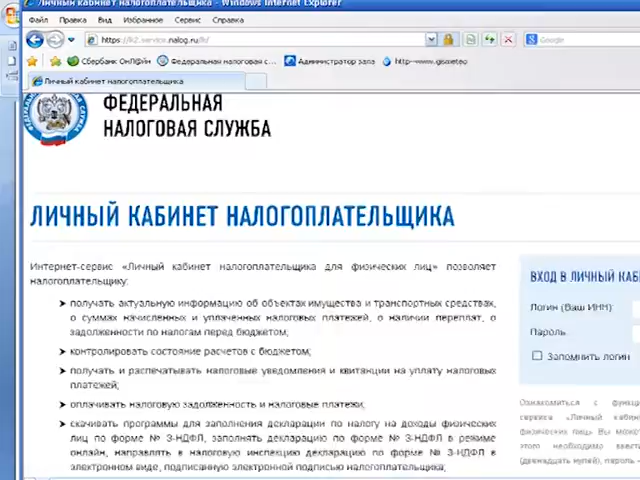 Личный кабинет налогоплательщика - Windows Internet Explorer
Файл Правка Вид Избранное Сервис Справка
https://lk2.service.nalog.ru/lk/
Google
Сбербанк ОнЛ@йн Федеральная налоговая с... Администратор зала http--www.gismeteo
Личный кабинет налогоплательщика
ФЕДЕРАЛЬНАЯ
НАЛОГОВАЯ СЛУЖБА
ЛИЧНЫЙ КАБИНЕТ НАЛОГОПЛАТЕЛЬЩИКА
Интернет-сервис «Личный кабинет налогоплательщика для физических лиц» позволяет
налогоплательщику:
➤ получать актуальную информацию об объектах имущества и транспортных средствах,
о суммах начисленных и уплаченных налоговых платежей, о наличии переплат, о
задолженности по налогам перед бюджетом;
➤ контролировать состояние расчетов с бюджетом;
➤ получать и распечатывать налоговые уведомления и квитанции на уплату налоговых
платежей;
➤ оплачивать налоговую задолженность и налоговые платежи;
➤ скачивать программы для заполнения декларации по налогу на доходы физических
лиц по форме № 3-НДФЛ, заполнять декларацию по форме № 3-НДФЛ в режиме
онлайн, направлять в налоговую инспекцию декларацию по форме № 3-НДФЛ в
электронном виде, подписанную электронной подписью налогоплательщика;
ВХОД В ЛИЧНЫЙ КАБ
Логин (Ваш ИНН):
Пароль:
Запомнить логин
Ознакомиться с функц
сервиса «Личный кабин
физических лиц» Вы может
этого необходимо ввести
(двенадцать нулей), пароль -